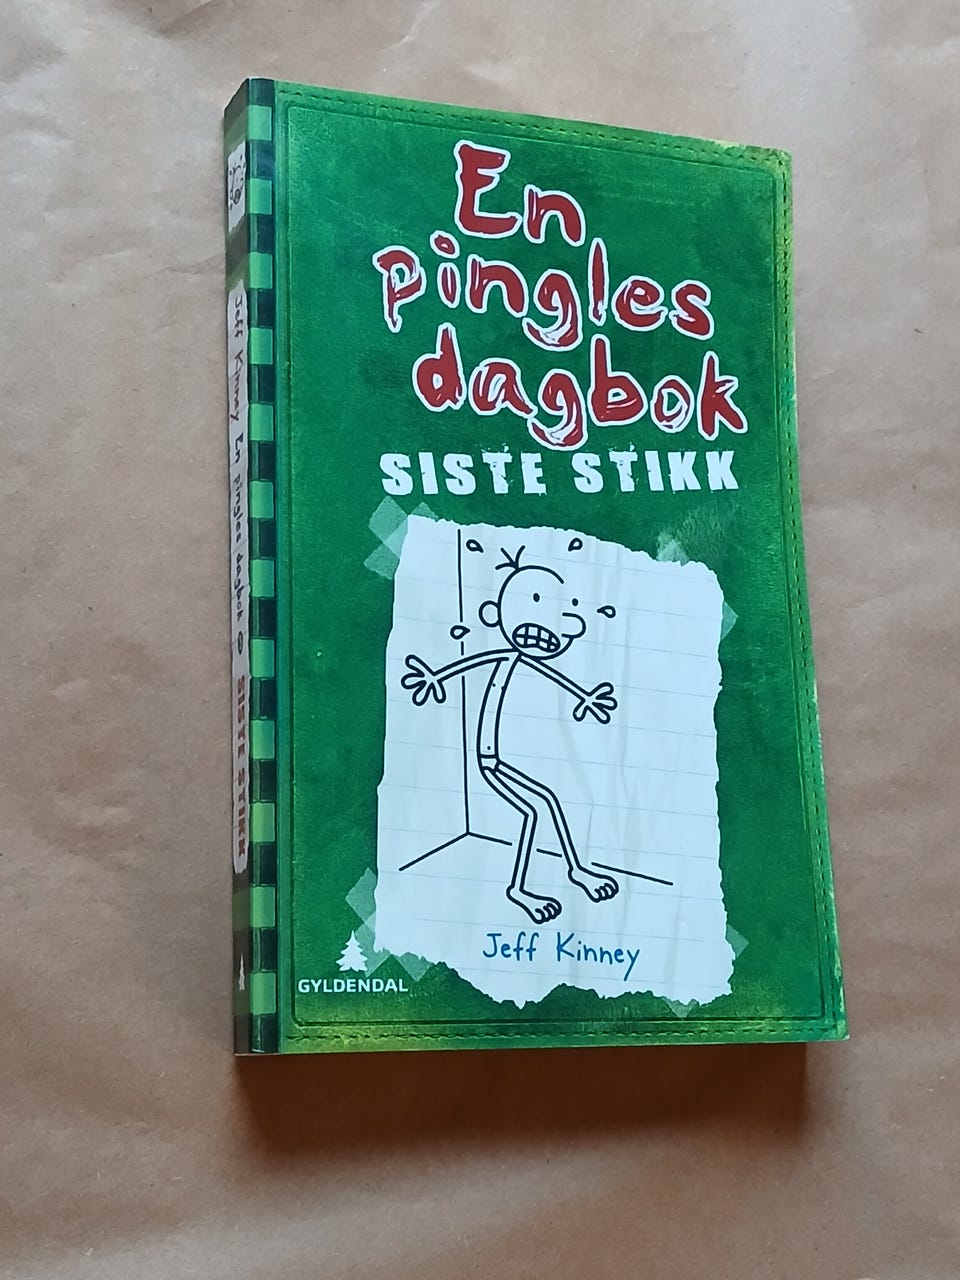 En
pingles
dagbok
SISTE STIKK
Jeff Kinney
GYLDENDAL
Jeff Kinney En pingles dagbok SISTE STIKK